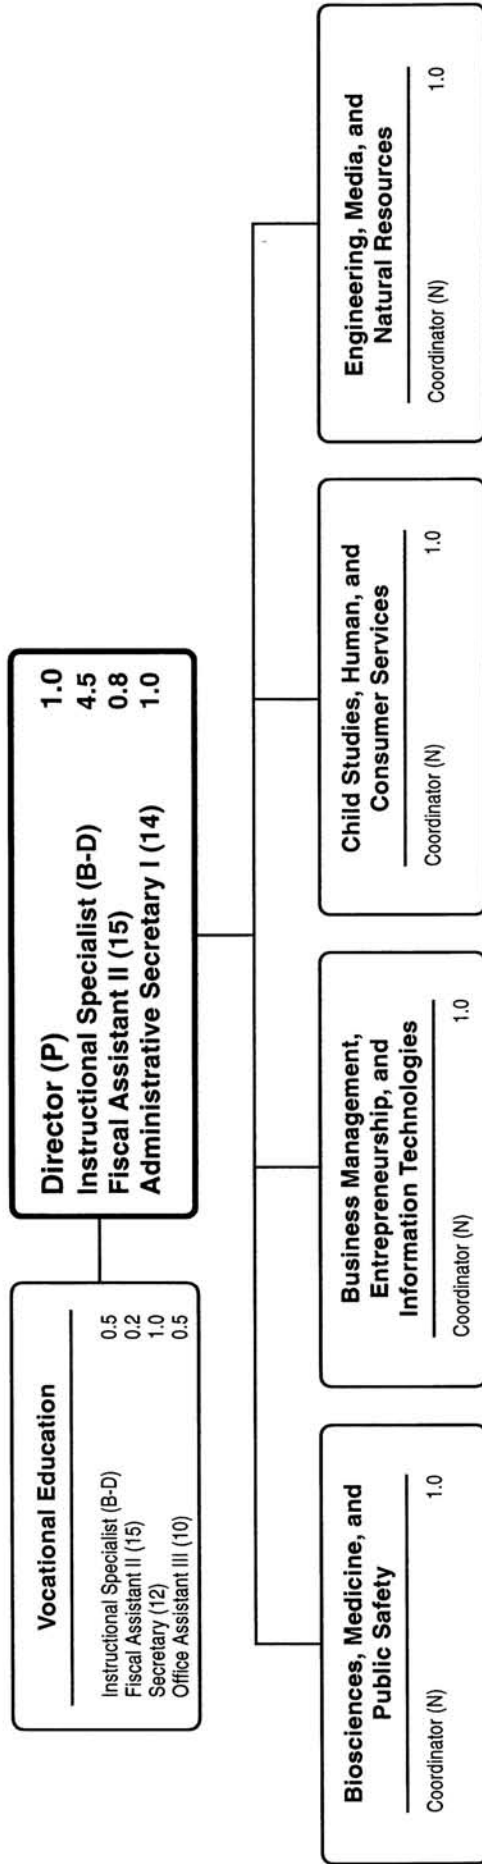 Director (P) 1.0
Instructional Specialist (B-D) 4.5
Fiscal Assistant II (15) 0.8
Administrative Secretary I (14) 1.0
Vocational Education
Instructional Specialist (B-D) 0.5
Fiscal Assistant II (15) 0.2
Secretary (12) 1.0
Office Assistant III (10) 0.5
Biosciences, Medicine, and
Public Safety
Coordinator (N) 1.0
Business Management,
Entrepreneurship, and
Information Technologies
Coordinator (N) 1.0
Child Studies, Human, and
Consumer Services
Coordinator (N) 1.0
Engineering, Media, and
Natural Resources
Coordinator (N) 1.0